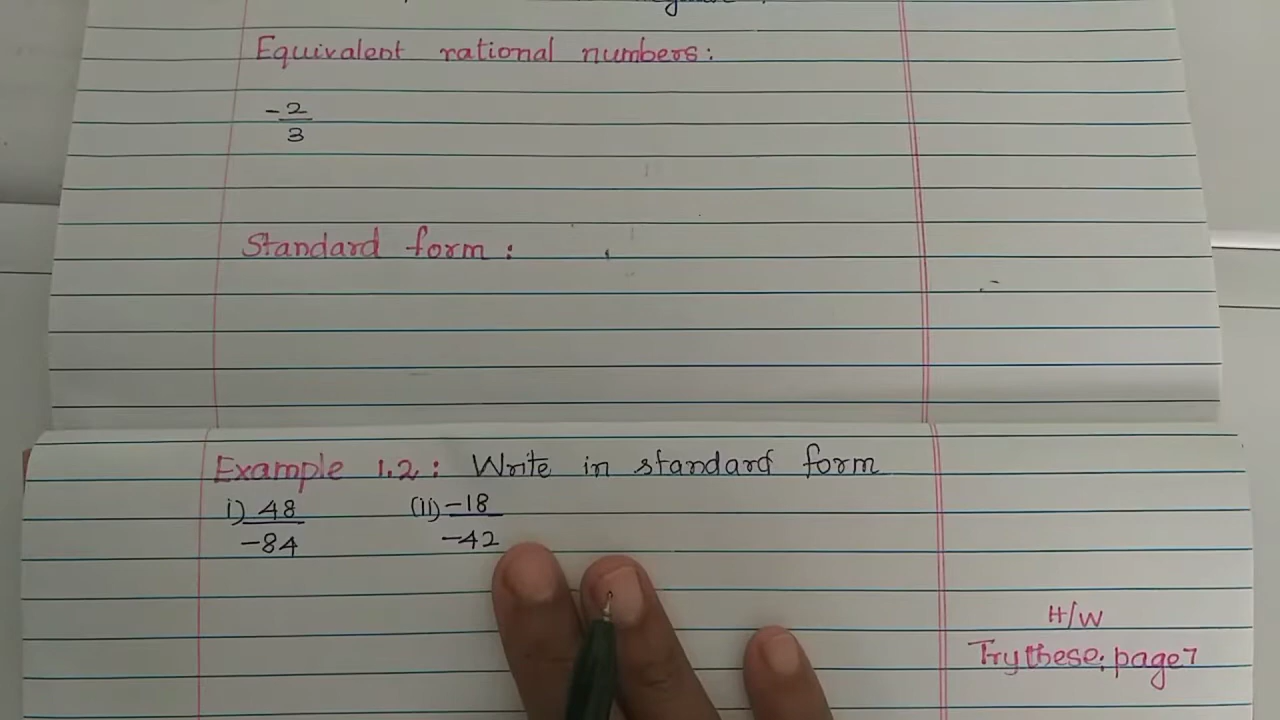 Equivalent rational numbers:
-2
3
Standard form:
Example 1.2: Write in standard form
i) 48 (ii) -18
-84 -42
H/W
Try these: page 7